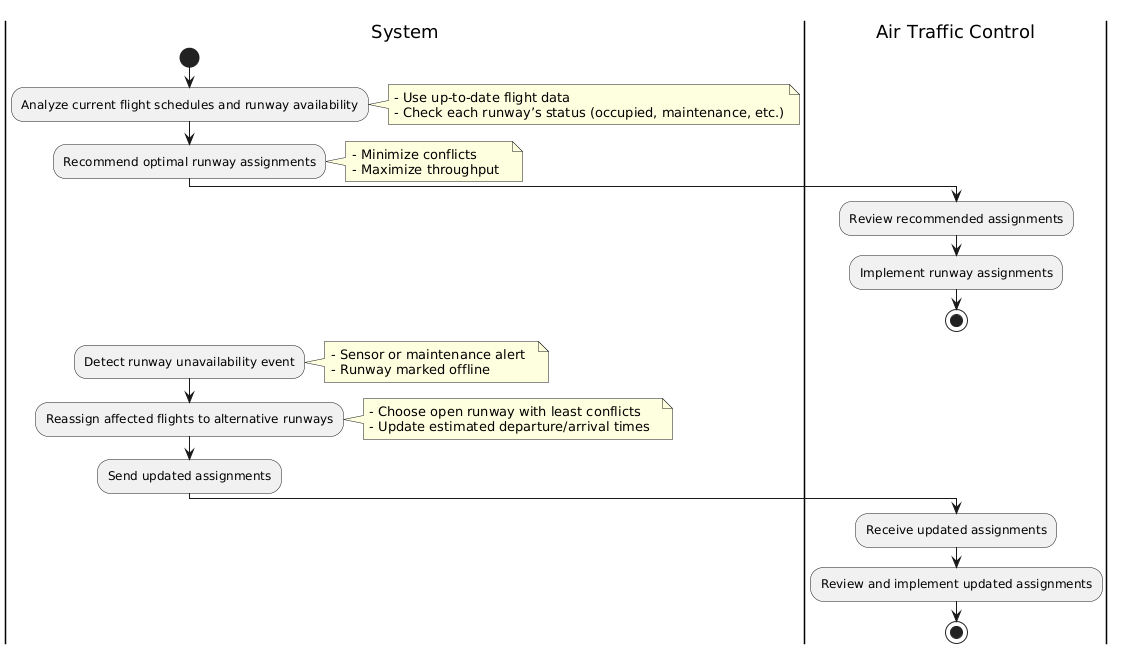 System
Air Traffic Control
Analyze current flight schedules and runway availability
- Use up-to-date flight data
- Check each runway’s status (occupied, maintenance, etc.)
Recommend optimal runway assignments
- Minimize conflicts
- Maximize throughput
Review recommended assignments
Implement runway assignments
Detect runway unavailability event
- Sensor or maintenance alert
- Runway marked offline
Reassign affected flights to alternative runways
- Choose open runway with least conflicts
- Update estimated departure/arrival times
Send updated assignments
Receive updated assignments
Review and implement updated assignments